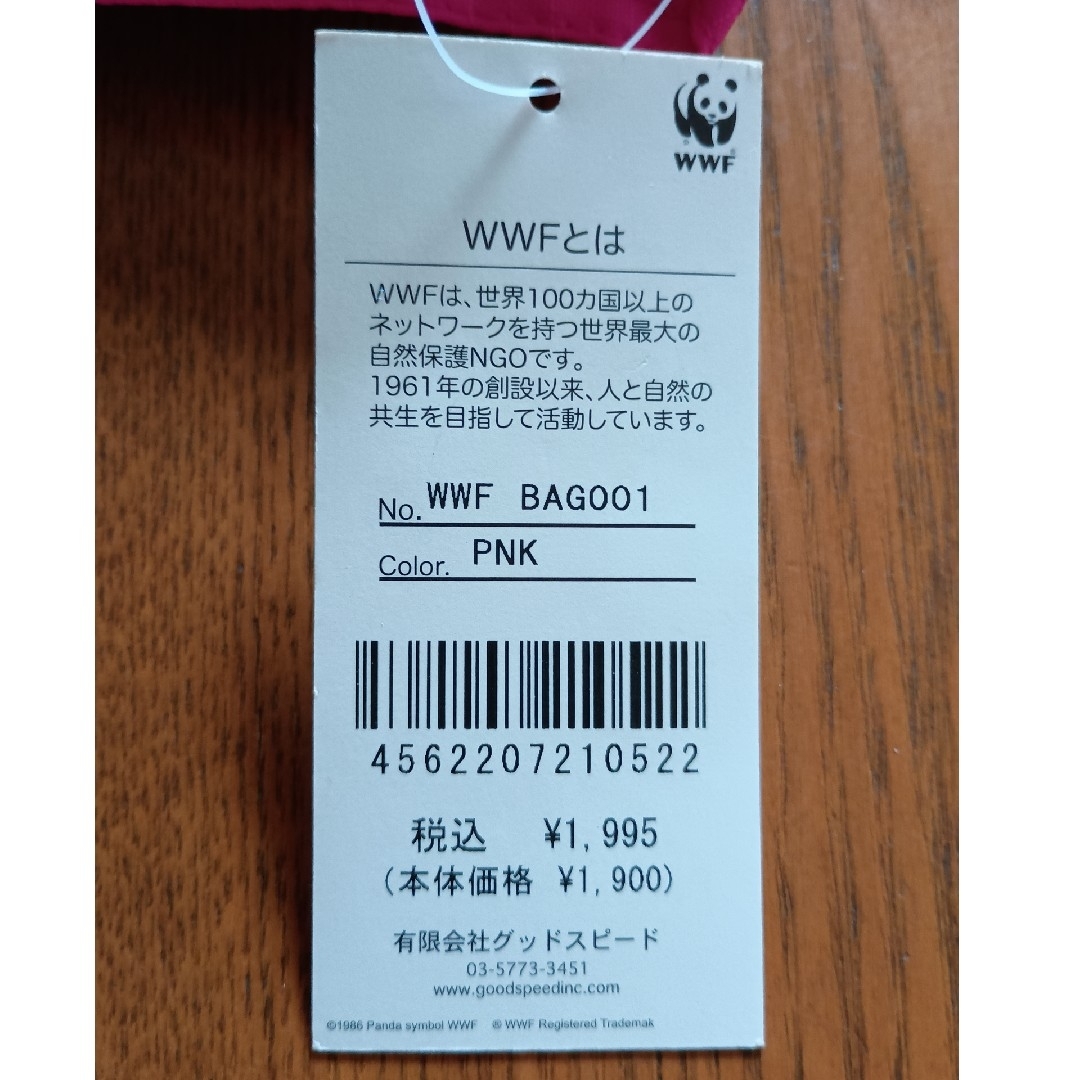 WWF
WWFとは
WWFは、世界100カ国以上の
ネットワークを持つ世界最大の
自然保護NGOです。
1961年の創設以来、人と自然の
共生を目指して活動しています。
No. WWF BAG001
Color. PNK
4562207210522
税込 ¥1,995
(本体価格 ¥1,900)
有限会社グッドスピード
03-5773-3451
www.goodspeedinc.com
©1986 Panda symbol WWF ® WWF Registered Trademak